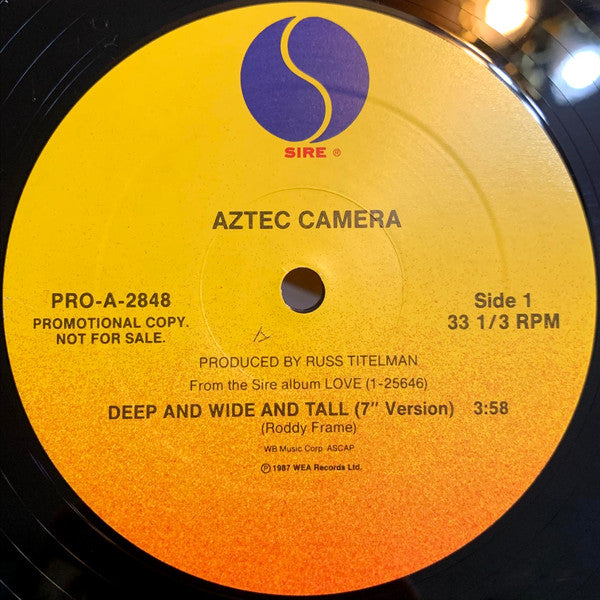 SIRE ®
AZTEC CAMERA
PRO-A-2848
PROMOTIONAL COPY.
NOT FOR SALE.
Side 1
33 1/3 RPM
PRODUCED BY RUSS TITELMAN
From the Sire album LOVE (1-25646)
DEEP AND WIDE AND TALL (7" Version) 3:58
(Roddy Frame)
WB Music Corp. ASCAP
℗ 1987 WEA Records Ltd.